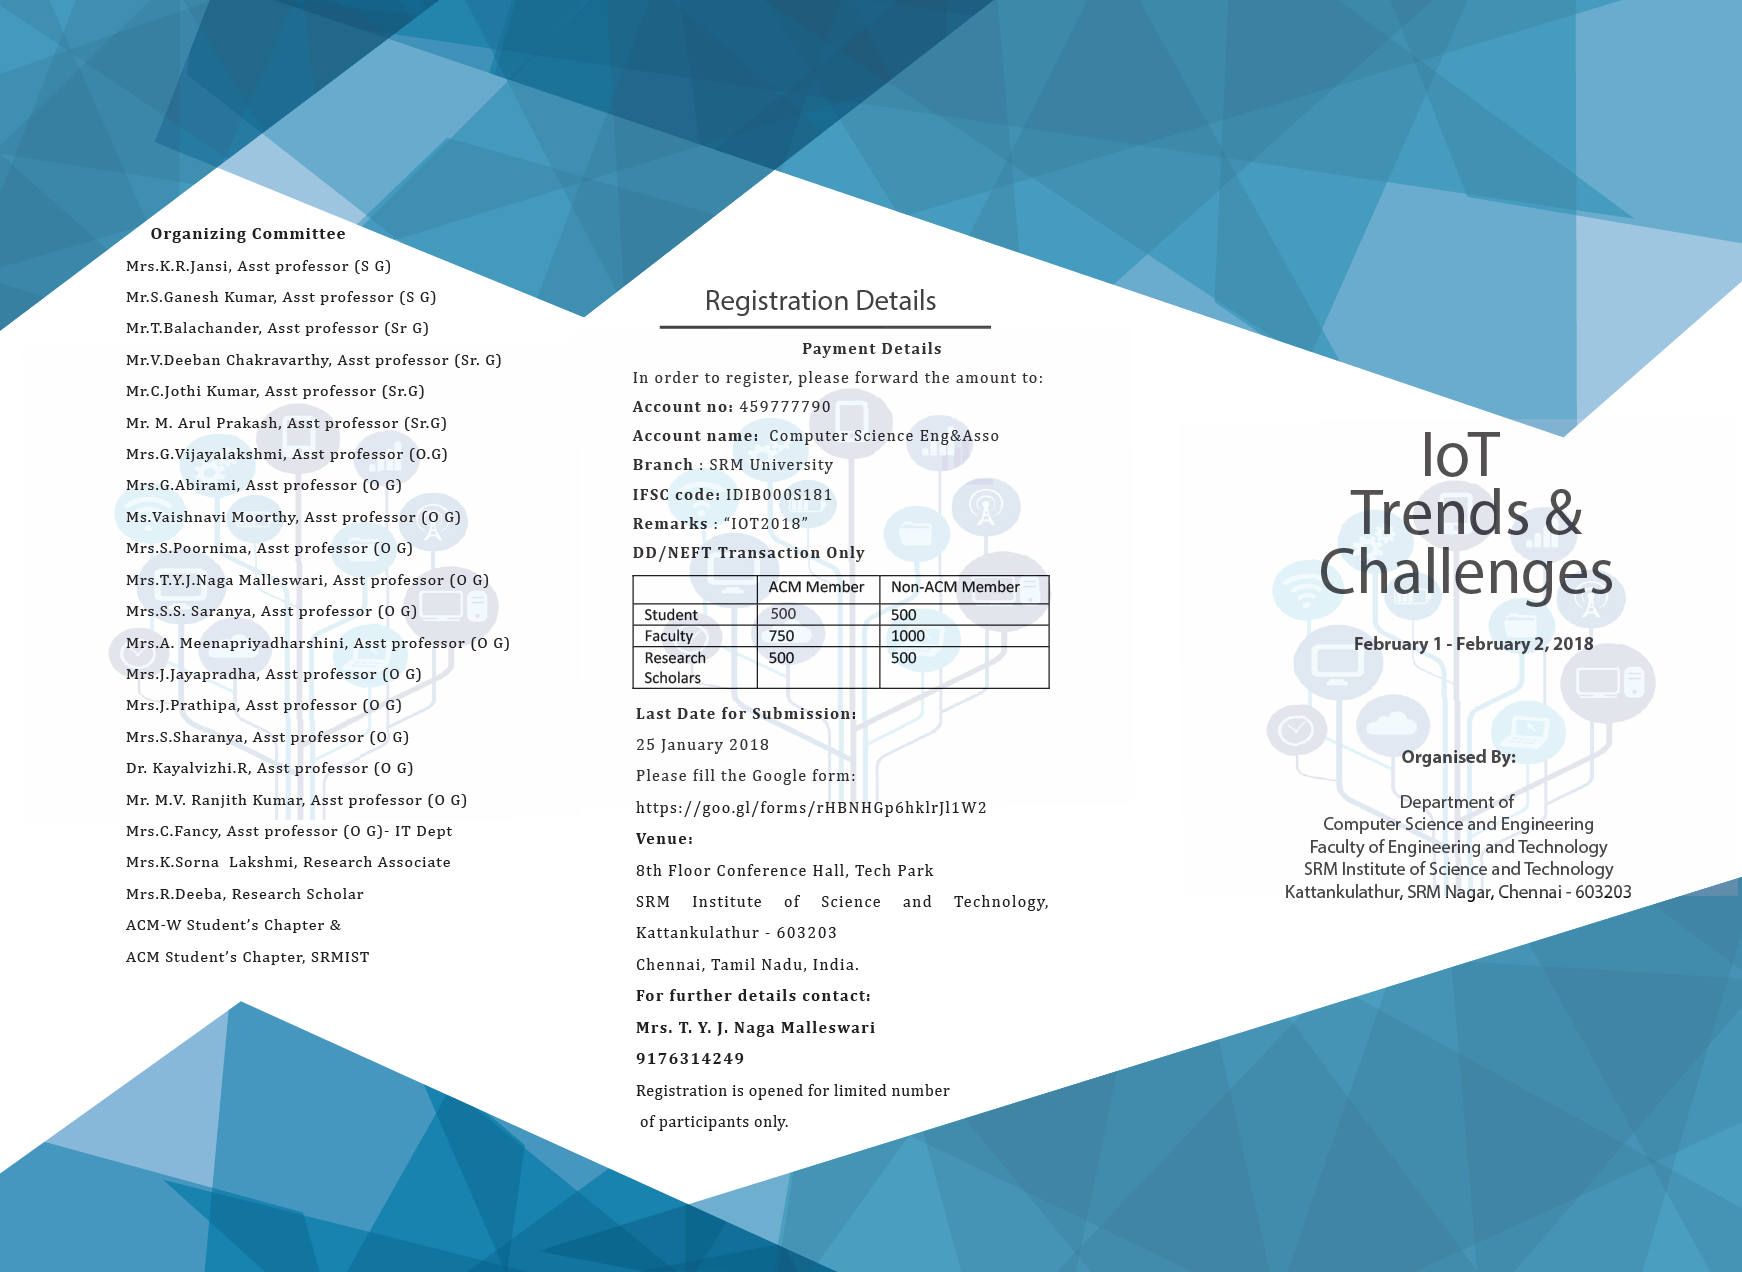 Organizing Committee
Mrs.K.R.Jansi, Asst professor (S G)
Mr.S.Ganesh Kumar, Asst professor (S G)
Mr.T.Balachander, Asst professor (Sr G)
Mr.V.Deeban Chakravarthy, Asst professor (Sr. G)
Mr.C.Jothi Kumar, Asst professor (Sr.G)
Mr. M. Arul Prakash, Asst professor (Sr.G)
Mrs.G.Vijayalakshmi, Asst professor (O.G)
Mrs.G.Abirami, Asst professor (O G)
Ms.Vaishnavi Moorthy, Asst professor (O G)
Mrs.S.Poornima, Asst professor (O G)
Mrs.T.Y.J.Naga Malleswari, Asst professor (O G)
Mrs.S.S. Saranya, Asst professor (O G)
Mrs.A. Meenapriyadharshini, Asst professor (O G)
Mrs.J.Jayapradha, Asst professor (O G)
Mrs.J.Prathipa, Asst professor (O G)
Mrs.S.Sharanya, Asst professor (O G)
Dr. Kayalvizhi.R, Asst professor (O G)
Mr. M.V. Ranjith Kumar, Asst professor (O G)
Mrs.C.Fancy, Asst professor (O G)- IT Dept
Mrs.K.Sorna  Lakshmi, Research Associate
Mrs.R.Deeba, Research Scholar
ACM-W Student’s Chapter &
ACM Student’s Chapter, SRMIST
Registration Details
Payment Details
In order to register, please forward the amount to:
Account no: 459777790
Account name:  Computer Science Eng&Asso
Branch : SRM University
IFSC code: IDIB000S181
Remarks : “IOT2018”
DD/NEFT Transaction Only
ACM Member Non-ACM Member
Student 500 500
Faculty 750 1000
Research 500 500
Scholars
Last Date for Submission:
25 January 2018
Please fill the Google form:
https://goo.gl/forms/rHBNHGp6hklrJl1W2
Venue:
8th Floor Conference Hall, Tech Park
SRM Institute of Science and Technology,
Kattankulathur - 603203
Chennai, Tamil Nadu, India.
For further details contact:
Mrs. T. Y. J. Naga Malleswari
9176314249
Registration is opened for limited number
of participants only.
IoT
Trends &
Challenges
February 1 - February 2, 2018
Organised By:
Department of
Computer Science and Engineering
Faculty of Engineering and Technology
SRM Institute of Science and Technology
Kattankulathur, SRM Nagar, Chennai - 603203